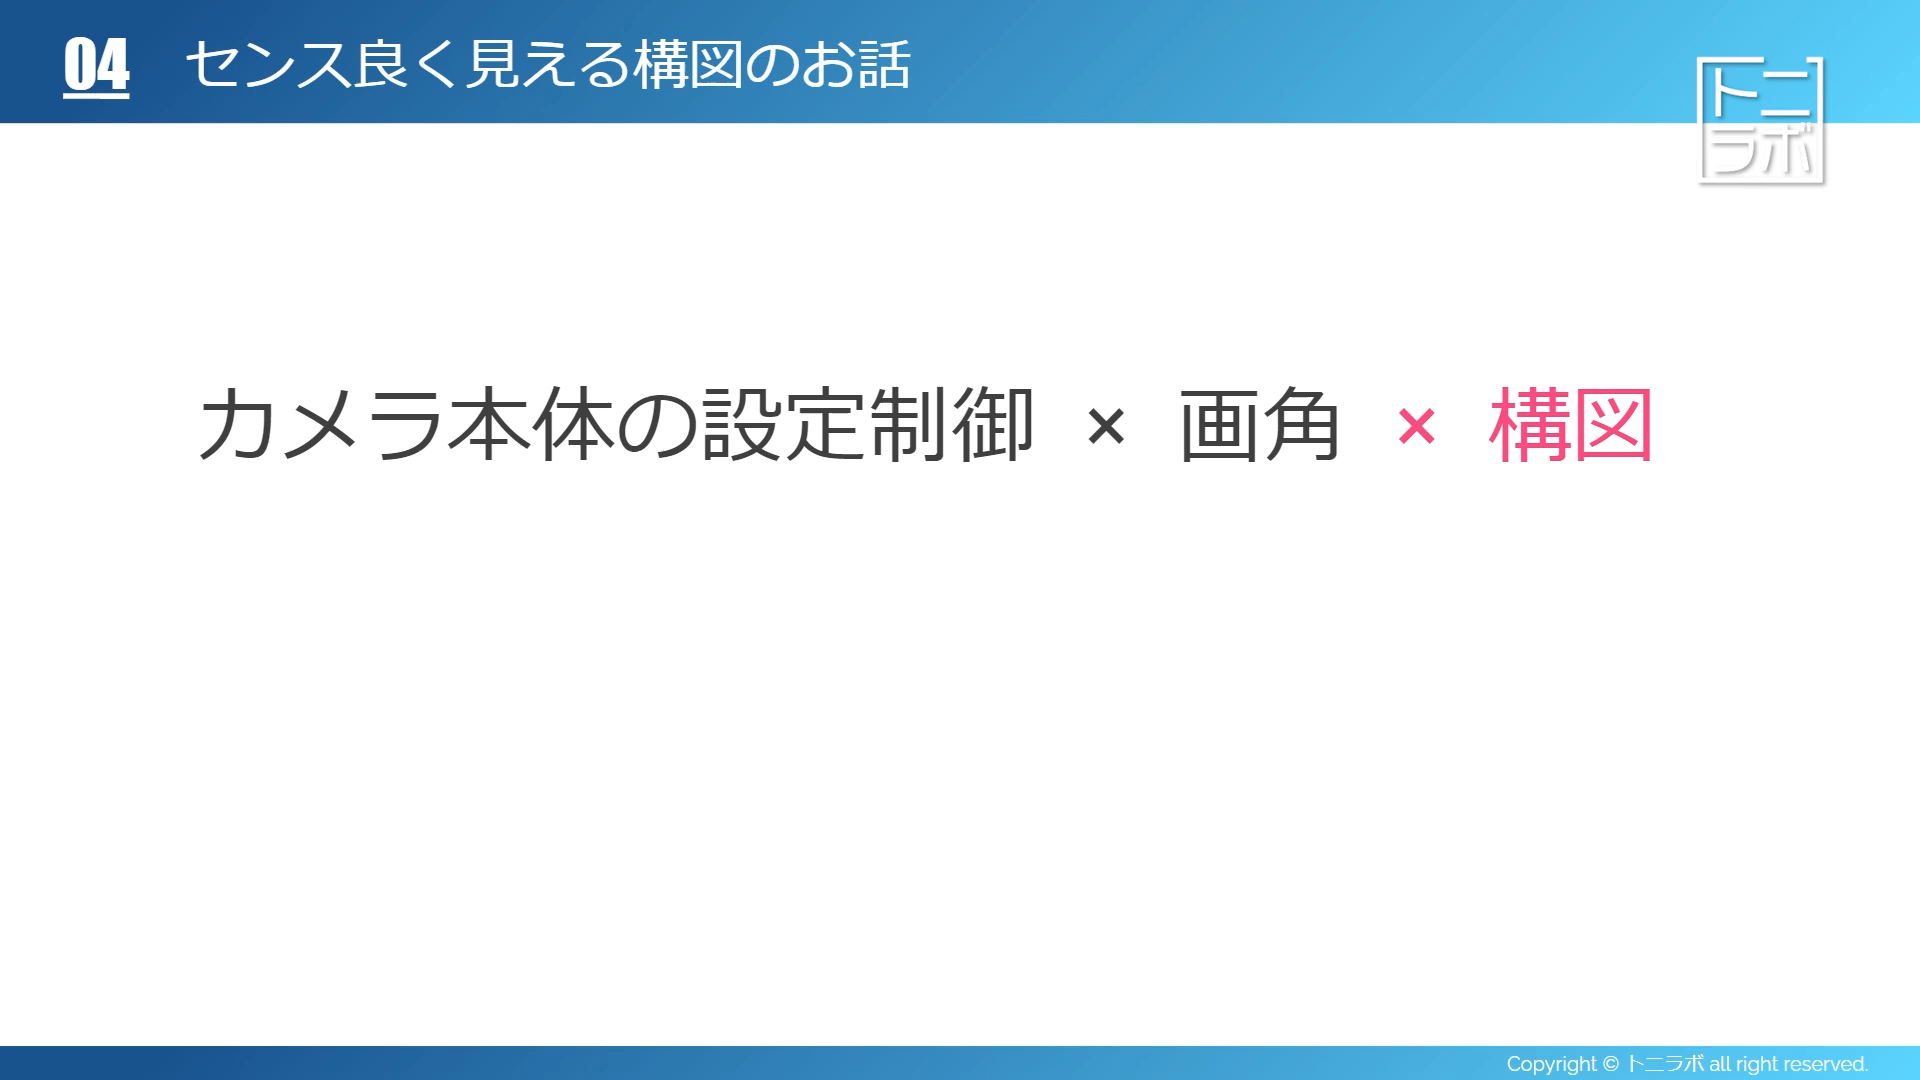 04 センス良く見える構図のお話
トニ
ラボ
カメラ本体の設定制御 × 画角 × 構図
Copyright © トニラボ all right reserved.